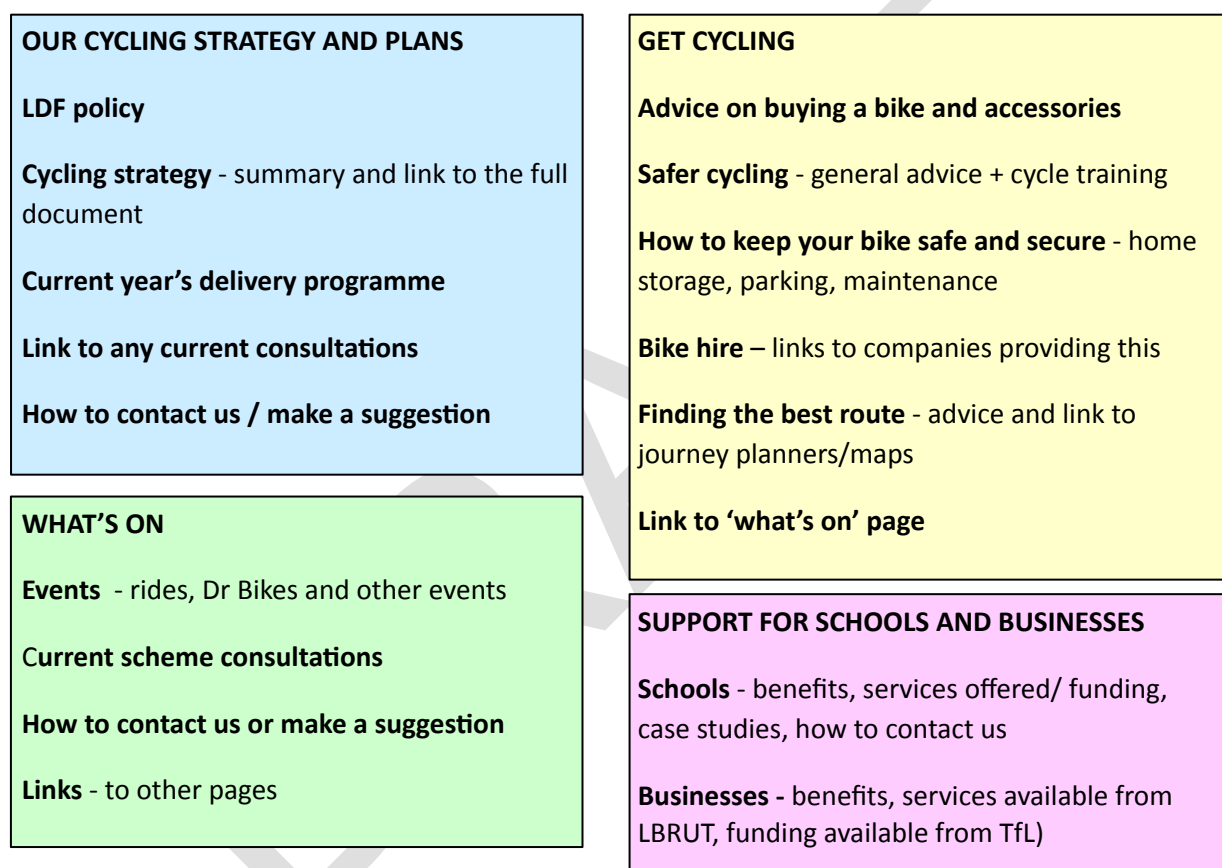 OUR CYCLING STRATEGY AND PLANS
LDF policy
Cycling strategy - summary and link to the full
document
Current year’s delivery programme
Link to any current consultations
How to contact us / make a suggestion
WHAT’S ON
Events  - rides, Dr Bikes and other events
Current scheme consultations
How to contact us or make a suggestion
Links - to other pages
GET CYCLING
Advice on buying a bike and accessories
Safer cycling - general advice + cycle training
How to keep your bike safe and secure - home
storage, parking, maintenance
Bike hire – links to companies providing this
Finding the best route - advice and link to
journey planners/maps
Link to ‘what’s on’ page
SUPPORT FOR SCHOOLS AND BUSINESSES
Schools - benefits, services offered/ funding,
case studies, how to contact us
Businesses - benefits, services available from
LBRUT, funding available from TfL)